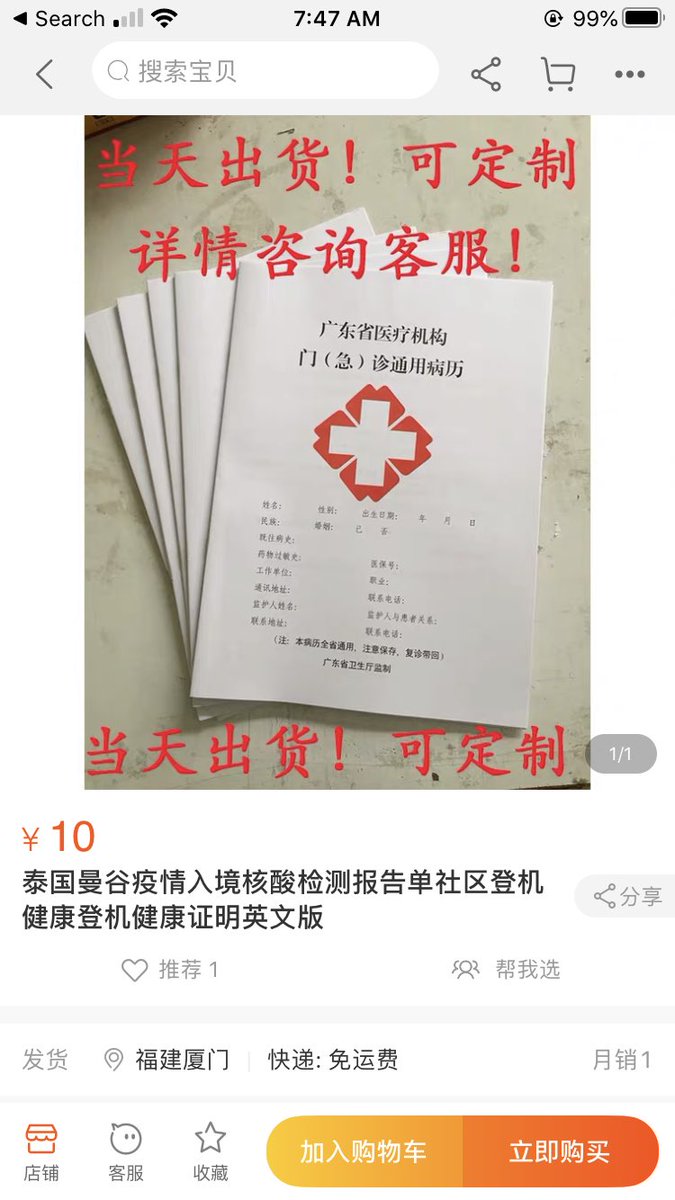 Search
7:47 AM
99%
搜索宝贝
当天出货！可定制
详情咨询客服！
广东省医疗机构
门（急）诊通用病历
姓名： 性别： 出生日期： 年 月 日
民族： 婚姻： 已 否
既往病史：
药物过敏史： 医保号：
工作单位： 职业：
通讯地址： 联系电话：
监护人姓名： 监护人与患者关系：
联系地址： 联系电话：
（注：本病历全省通用，注意保存，复诊带回）
广东省卫生厅监制
当天出货！可定制
1/1
¥ 10
泰国曼谷疫情入境核酸检测报告单社区登机
健康登机健康证明英文版
分享
推荐 1 帮我选
发货 福建厦门 快递: 免运费 月销1
店铺 客服 收藏 加入购物车 立即购买